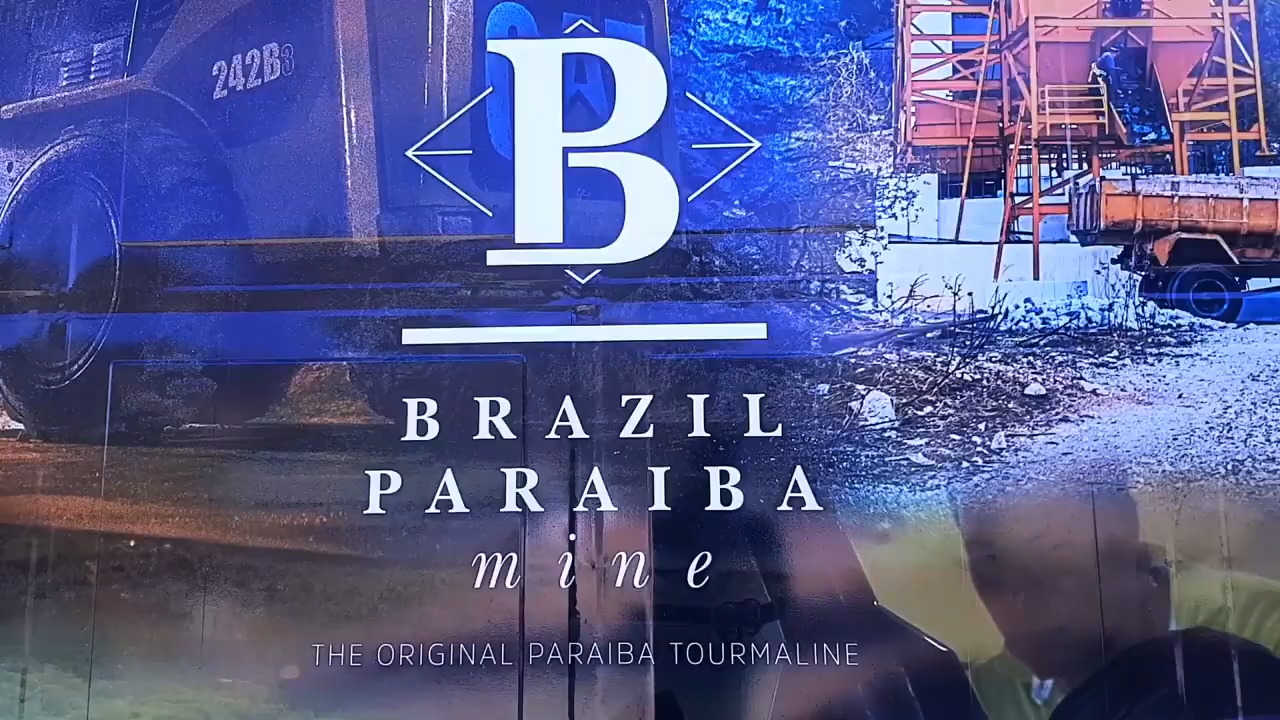 242B3
B
BRAZIL
PARAIBA
mine
THE ORIGINAL PARAIBA TOURMALINE